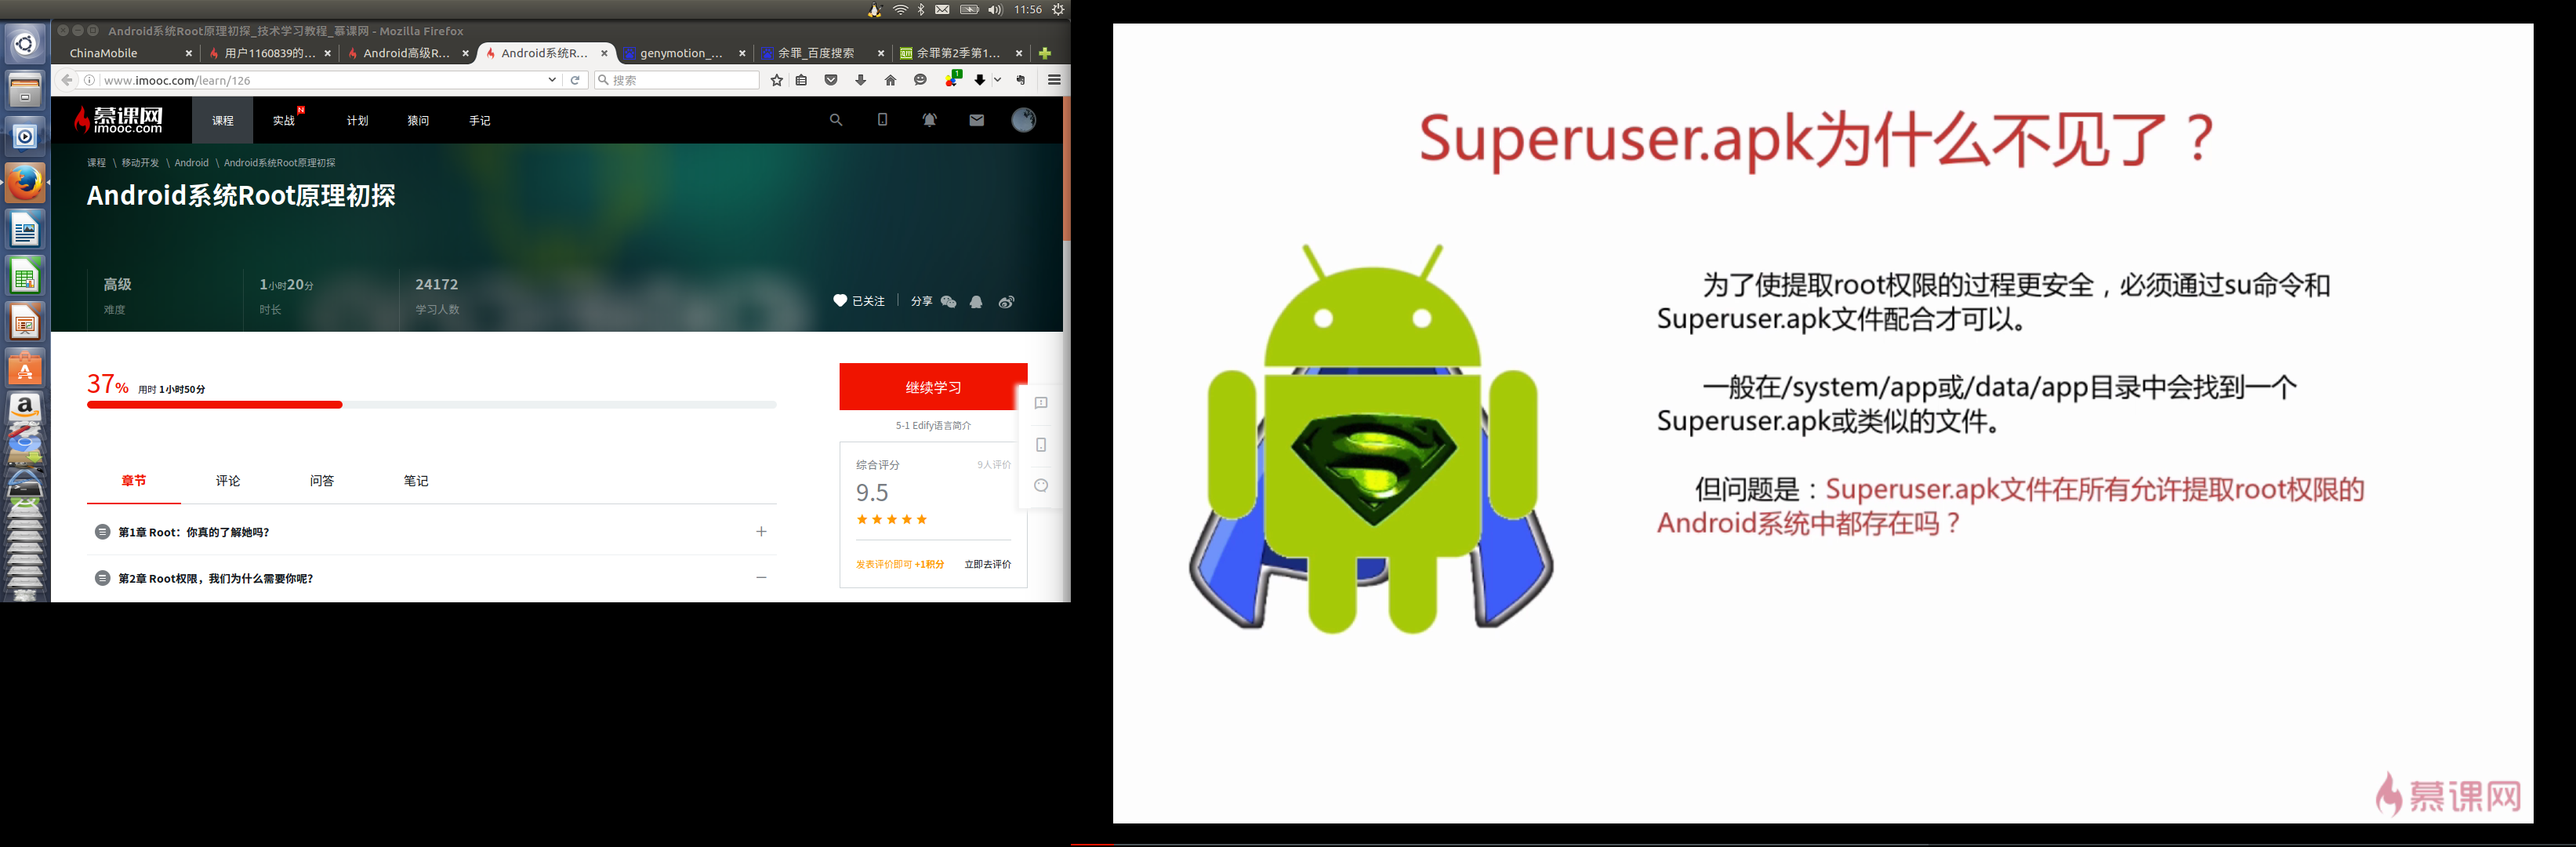 11:56
Android系统Root原理初探_技术学习教程_慕课网 - Mozilla Firefox
ChinaMobile
用户1160839的...
Android高级R...
Android系统R...
genymotion_...
余罪_百度搜索
余罪第2季第1...
www.imooc.com/learn/126
搜索
1
慕课网
imooc.com
课程
实战
N
计划
猿问
手记
课程 \ 移动开发 \ Android \ Android系统Root原理初探
Android系统Root原理初探
高级
难度
1小时20分
时长
24172
学习人数
已关注
分享
37% 用时 1小时50分
继续学习
5-1 Edify语言简介
综合评分
9人评价
9.5
发表评价即可 +1积分
立即去评价
章节
评论
问答
笔记
第1章 Root：你真的了解她吗?
第2章 Root权限，我们为什么需要你呢?
Superuser.apk为什么不见了？
为了使提取root权限的过程更安全，必须通过su命令和
Superuser.apk文件配合才可以。
一般在/system/app或/data/app目录中会找到一个
Superuser.apk或类似的文件。
但问题是：Superuser.apk文件在所有允许提取root权限的
Android系统中都存在吗？
慕课网